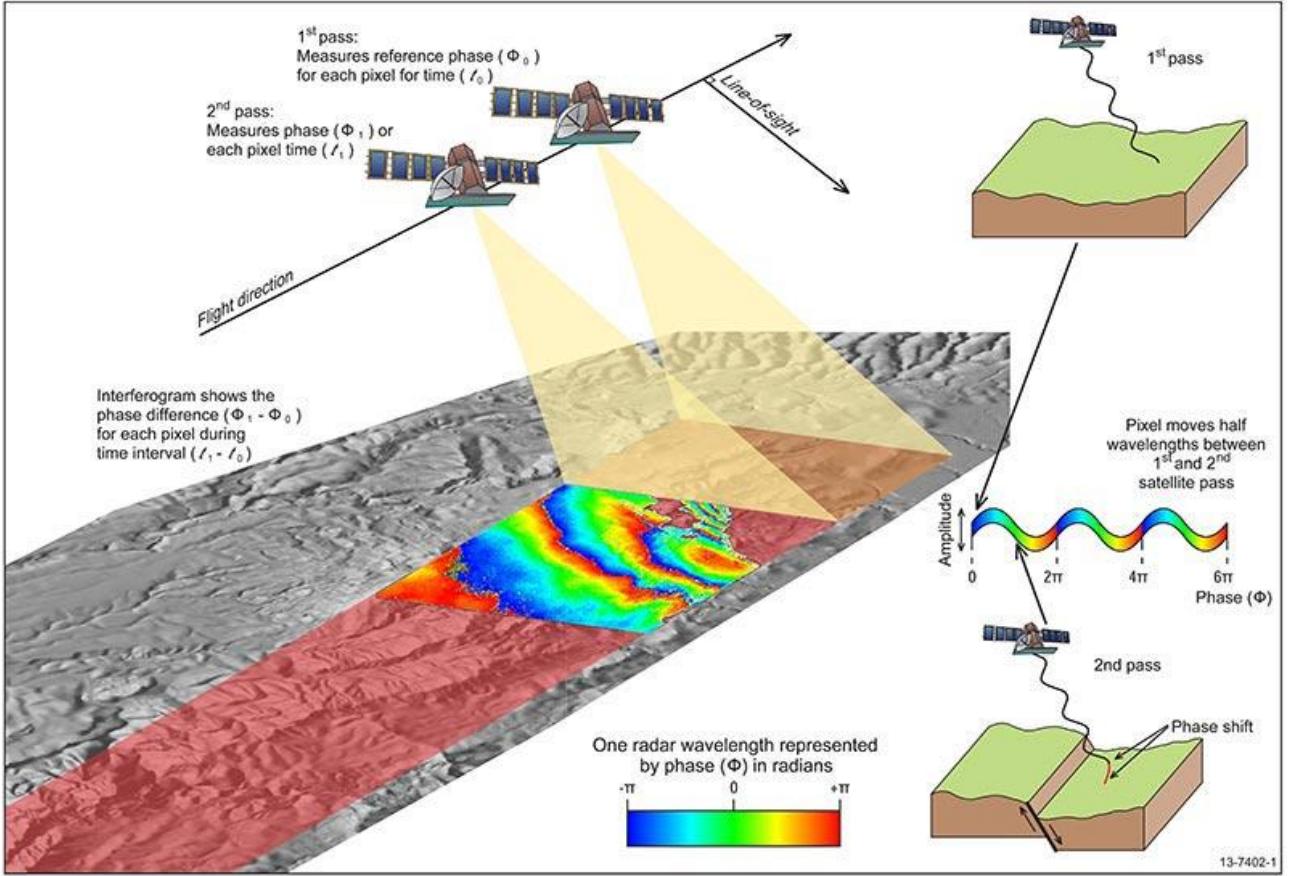 1st pass:
Measures reference phase (Φ0)
for each pixel for time (t0)
2nd pass:
Measures phase (Φ1) or
each pixel time (t1)
Flight direction
Line-of-sight
1st pass
Interferogram shows the
phase difference (Φ1 - Φ0)
for each pixel during
time interval (t1 - t0)
Pixel moves half
wavelengths between
1st and 2nd
satellite pass
Amplitude
0 2π 4π 6π
Phase (Φ)
2nd pass
Phase shift
One radar wavelength represented
by phase (Φ) in radians
-π 0 +π
13-7402-1